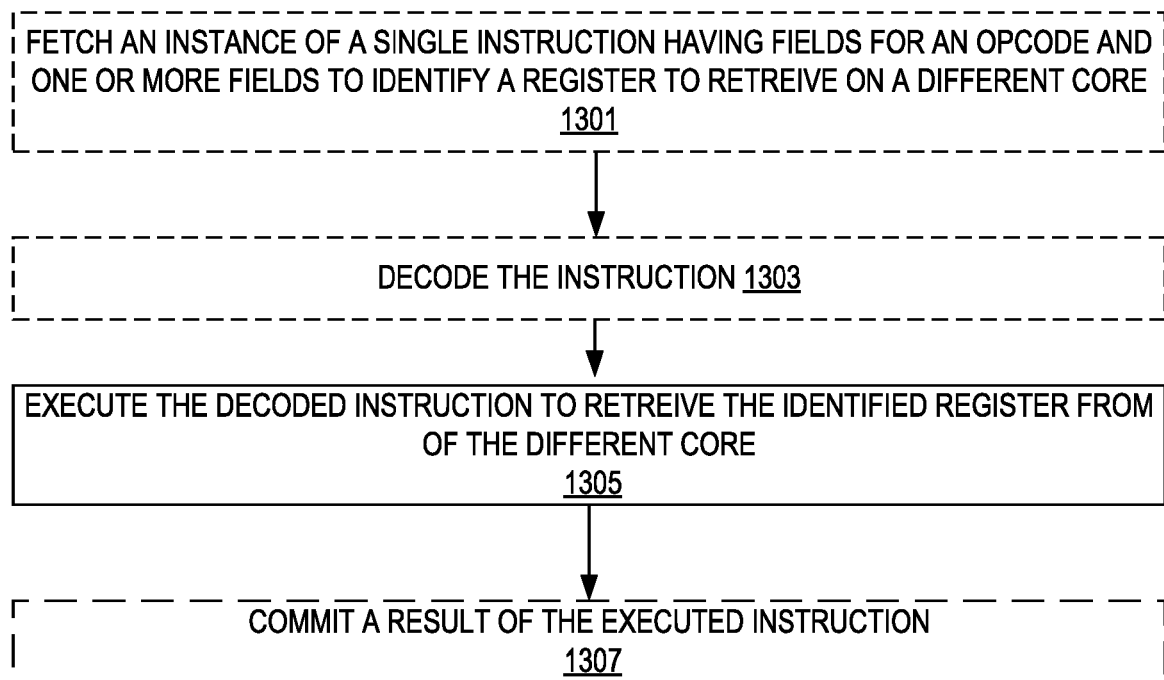 FETCH AN INSTANCE OF A SINGLE INSTRUCTION HAVING FIELDS FOR AN OPCODE AND
ONE OR MORE FIELDS TO IDENTIFY A REGISTER TO RETREIVE ON A DIFFERENT CORE
1301
DECODE THE INSTRUCTION 1303
EXECUTE THE DECODED INSTRUCTION TO RETREIVE THE IDENTIFIED REGISTER FROM
OF THE DIFFERENT CORE
1305
COMMIT A RESULT OF THE EXECUTED INSTRUCTION
1307